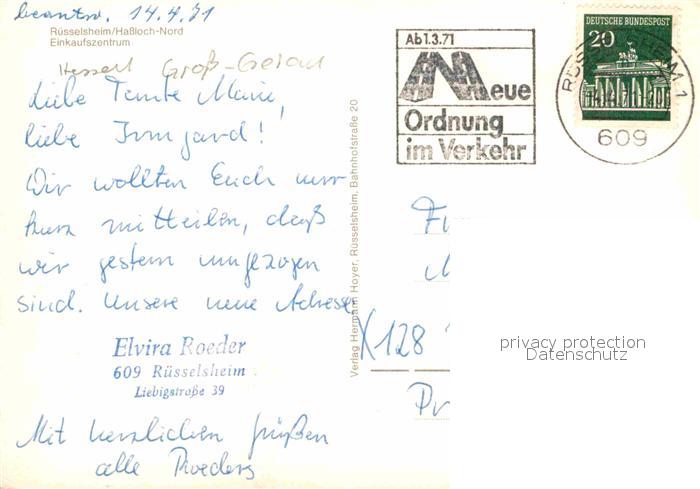 beantw. 14.4.71
Rüsselsheim/Haßloch-Nord
Einkaufszentrum
Hessen Groß-Gerau
Liebe Tante Marie,
liebe Irmgard!
Wir wollten Euch nur
kurz mitteilen, daß
wir gestern umgezogen
sind. Unsere neue Adresse
Elvira Roeder
609 Rüsselsheim
Liebigstraße 39
Mit herzlichen Grüßen
alle Roeders
Verlag Hermann Hoyer, Rüsselsheim, Bahnhofstraße 20
Ab 1.3.71
Neue
Ordnung
im Verkehr
DEUTSCHE BUNDESPOST
20
RÜSSELSHEIM 1
609
X 128
privacy protection
Datenschutz